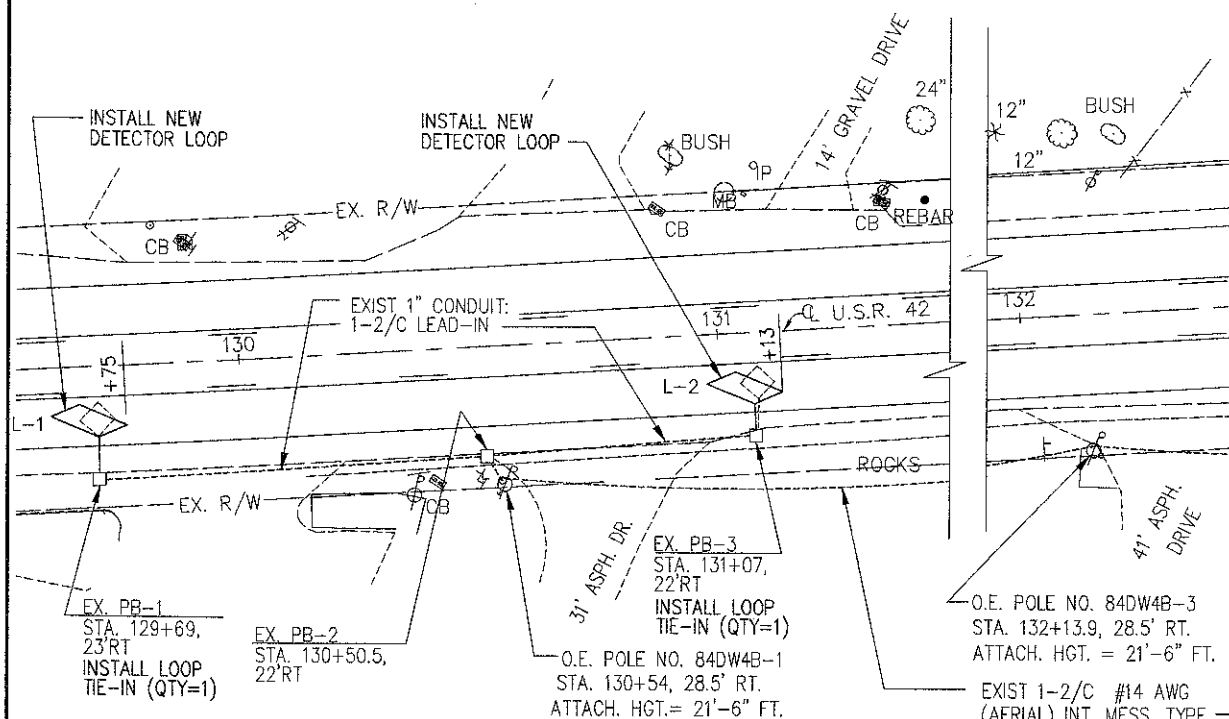 INSTALL NEW
DETECTOR LOOP
INSTALL NEW
DETECTOR LOOP
14' GRAVEL DRIVE
24"
12"
12"
BUSH
BUSH
P
MB
EX. R/W
CB
CB
CB
REBAR
EXIST 1" CONDUIT:
1-2/C LEAD-IN
130
131
℄ U.S.R. 42
132
+75
+13
L-1
L-2
EX. R/W
CB
ROCKS
31' ASPH. DR.
41' ASPH.
DRIVE
EX. PB-1
STA. 129+69,
23'RT
INSTALL LOOP
TIE-IN (QTY=1)
EX. PB-2
STA. 130+50.5,
22'RT
O.E. POLE NO. 84DW4B-1
STA. 130+54, 28.5' RT.
ATTACH. HGT.= 21'-6" FT.
EX. PB-3
STA. 131+07,
22'RT
INSTALL LOOP
TIE-IN (QTY=1)
O.E. POLE NO. 84DW4B-3
STA. 132+13.9, 28.5' RT.
ATTACH. HGT. = 21'-6" FT.
EXIST 1-2/C #14 AWG
(AERIAL) INT. MESS. TYPE